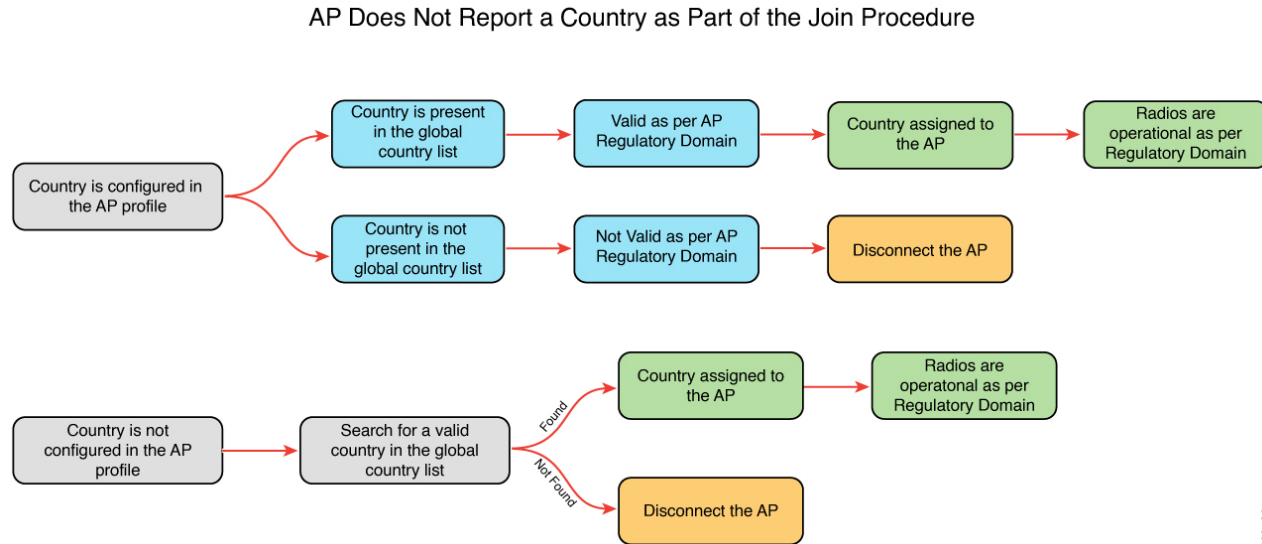 AP Does Not Report a Country as Part of the Join Procedure
Country is configured in
the AP profile
Country is present
in the global
country list
Valid as per AP
Regulatory Domain
Country assigned to
the AP
Radios are
operational as per
Regulatory Domain
Country is not
present in the
global country list
Not Valid as per AP
Regulatory Domain
Disconnect the AP
Country is not
configured in the AP
profile
Search for a valid
country in the global
country list
Found
Country assigned to
the AP
Radios are
operatonal as per
Regulatory Domain
Not Found
Disconnect the AP